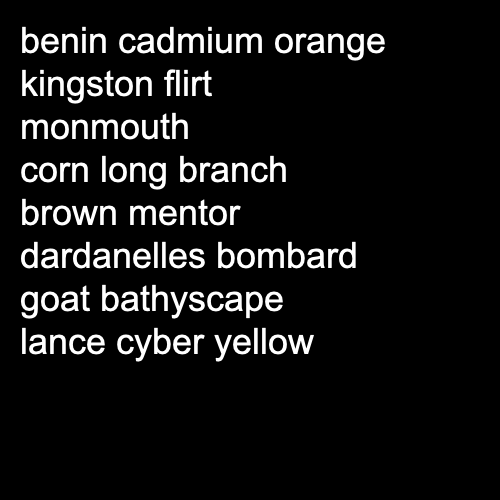 benin cadmium orange
kingston flirt
monmouth
corn long branch
brown mentor
dardanelles bombard
goat bathyscape
lance cyber yellow